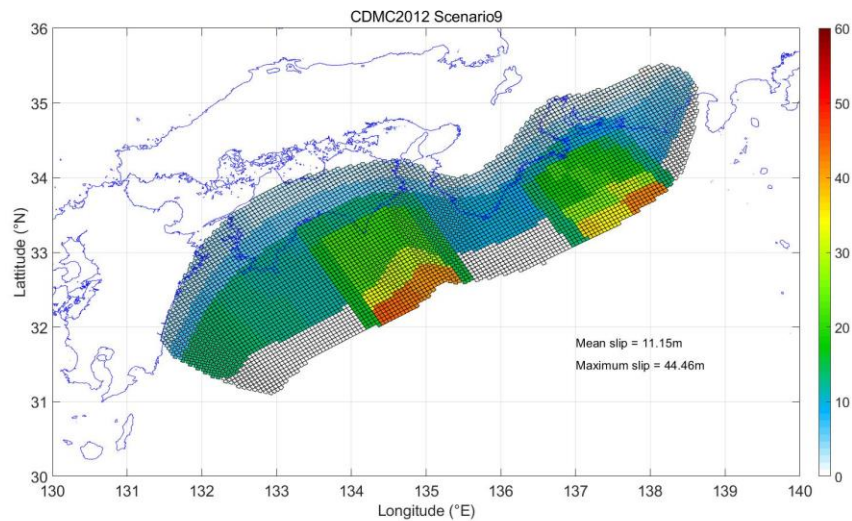 CDMC2012 Scenario9
36
35
34
33
32
31
30
Lattitude (°N)
130 131 132 133 134 135 136 137 138 139 140
Longitude (°E)
Mean slip = 11.15m
Maximum slip = 44.46m
60
50
40
30
20
10
0